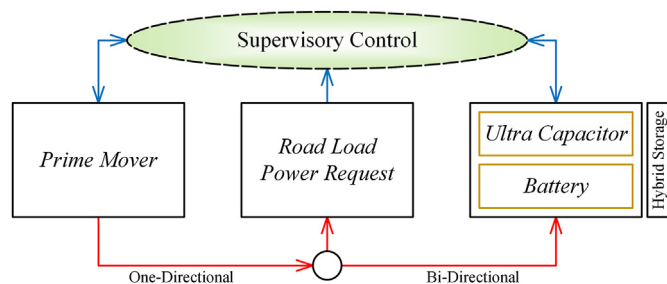 Supervisory Control
Prime Mover
Road Load
Power Request
Ultra Capacitor
Battery
Hybrid Storage
One-Directional
Bi-Directional